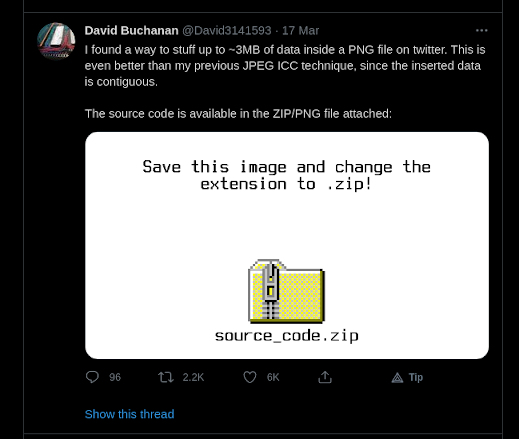 David Buchanan @David3141593 · 17 Mar
I found a way to stuff up to ~3MB of data inside a PNG file on twitter. This is
even better than my previous JPEG ICC technique, since the inserted data
is contiguous.
The source code is available in the ZIP/PNG file attached:
Save this image and change the
extension to .zip!
source_code.zip
96 2.2K 6K Tip
Show this thread